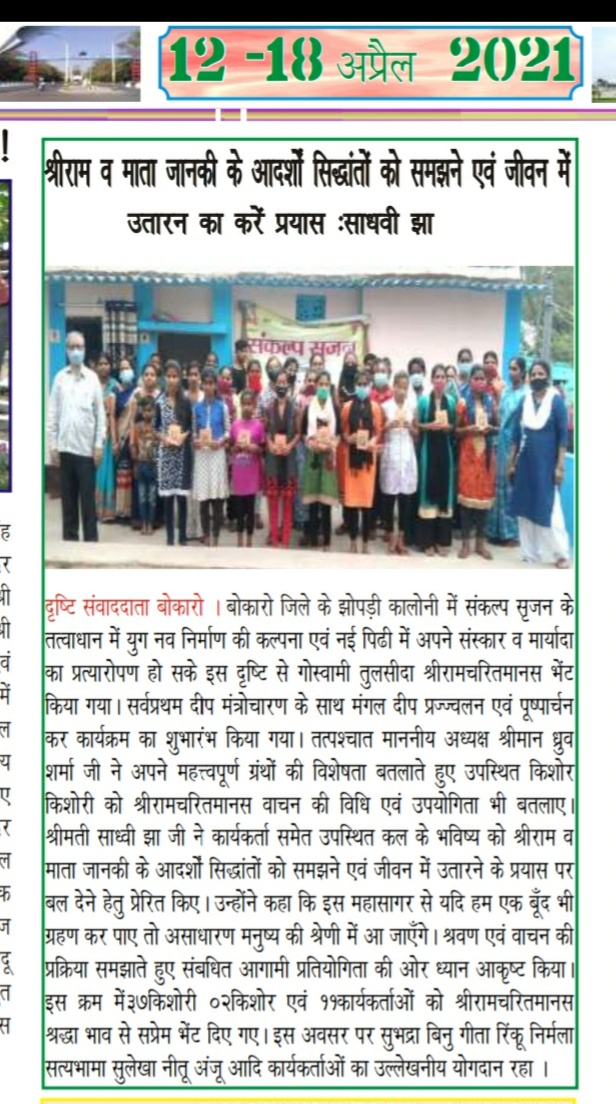 12 -18 अप्रैल 2021
!
श्रीराम व माता जानकी के आदर्शों सिद्धांतों को समझने एवं जीवन में
उतारन का करें प्रयास :साधवी झा
संकल्प सृजन
दृष्टि संवाददाता बोकारो । बोकारो जिले के झोपड़ी कालोनी में संकल्प सृजन के
तत्वाधान में युग नव निर्माण की कल्पना एवं नई पिढी में अपने संस्कार व मार्यादा
का प्रत्यारोपण हो सके इस दृष्टि से गोस्वामी तुलसीदा श्रीरामचरितमानस भेंट
किया गया। सर्वप्रथम दीप मंत्रोचारण के साथ मंगल दीप प्रज्ज्वलन एवं पूष्पार्चन
कर कार्यक्रम का शुभारंभ किया गया। तत्पश्चात माननीय अध्यक्ष श्रीमान ध्रुव
शर्मा जी ने अपने महत्त्वपूर्ण ग्रंथों की विशेषता बतलाते हुए उपस्थित किशोर
किशोरी को श्रीरामचरितमानस वाचन की विधि एवं उपयोगिता भी बतलाए।
श्रीमती साध्वी झा जी ने कार्यकर्ता समेत उपस्थित कल के भविष्य को श्रीराम व
माता जानकी के आदर्शों सिद्धांतों को समझने एवं जीवन में उतारने के प्रयास पर
बल देने हेतु प्रेरित किए। उन्होंने कहा कि इस महासागर से यदि हम एक बूँद भी
ग्रहण कर पाए तो असाधारण मनुष्य की श्रेणी में आ जाएँगे। श्रवण एवं वाचन की
प्रक्रिया समझाते हुए संबधित आगामी प्रतियोगिता की ओर ध्यान आकृष्ट किया।
इस क्रम में३७किशोरी ०२किशोर एवं ११कार्यकर्ताओं को श्रीरामचरितमानस
श्रद्धा भाव से सप्रेम भेंट दिए गए। इस अवसर पर सुभद्रा बिनु गीता रिंकू निर्मला
सत्यभामा सुलेखा नीतू अंजू आदि कार्यकर्ताओं का उल्लेखनीय योगदान रहा ।